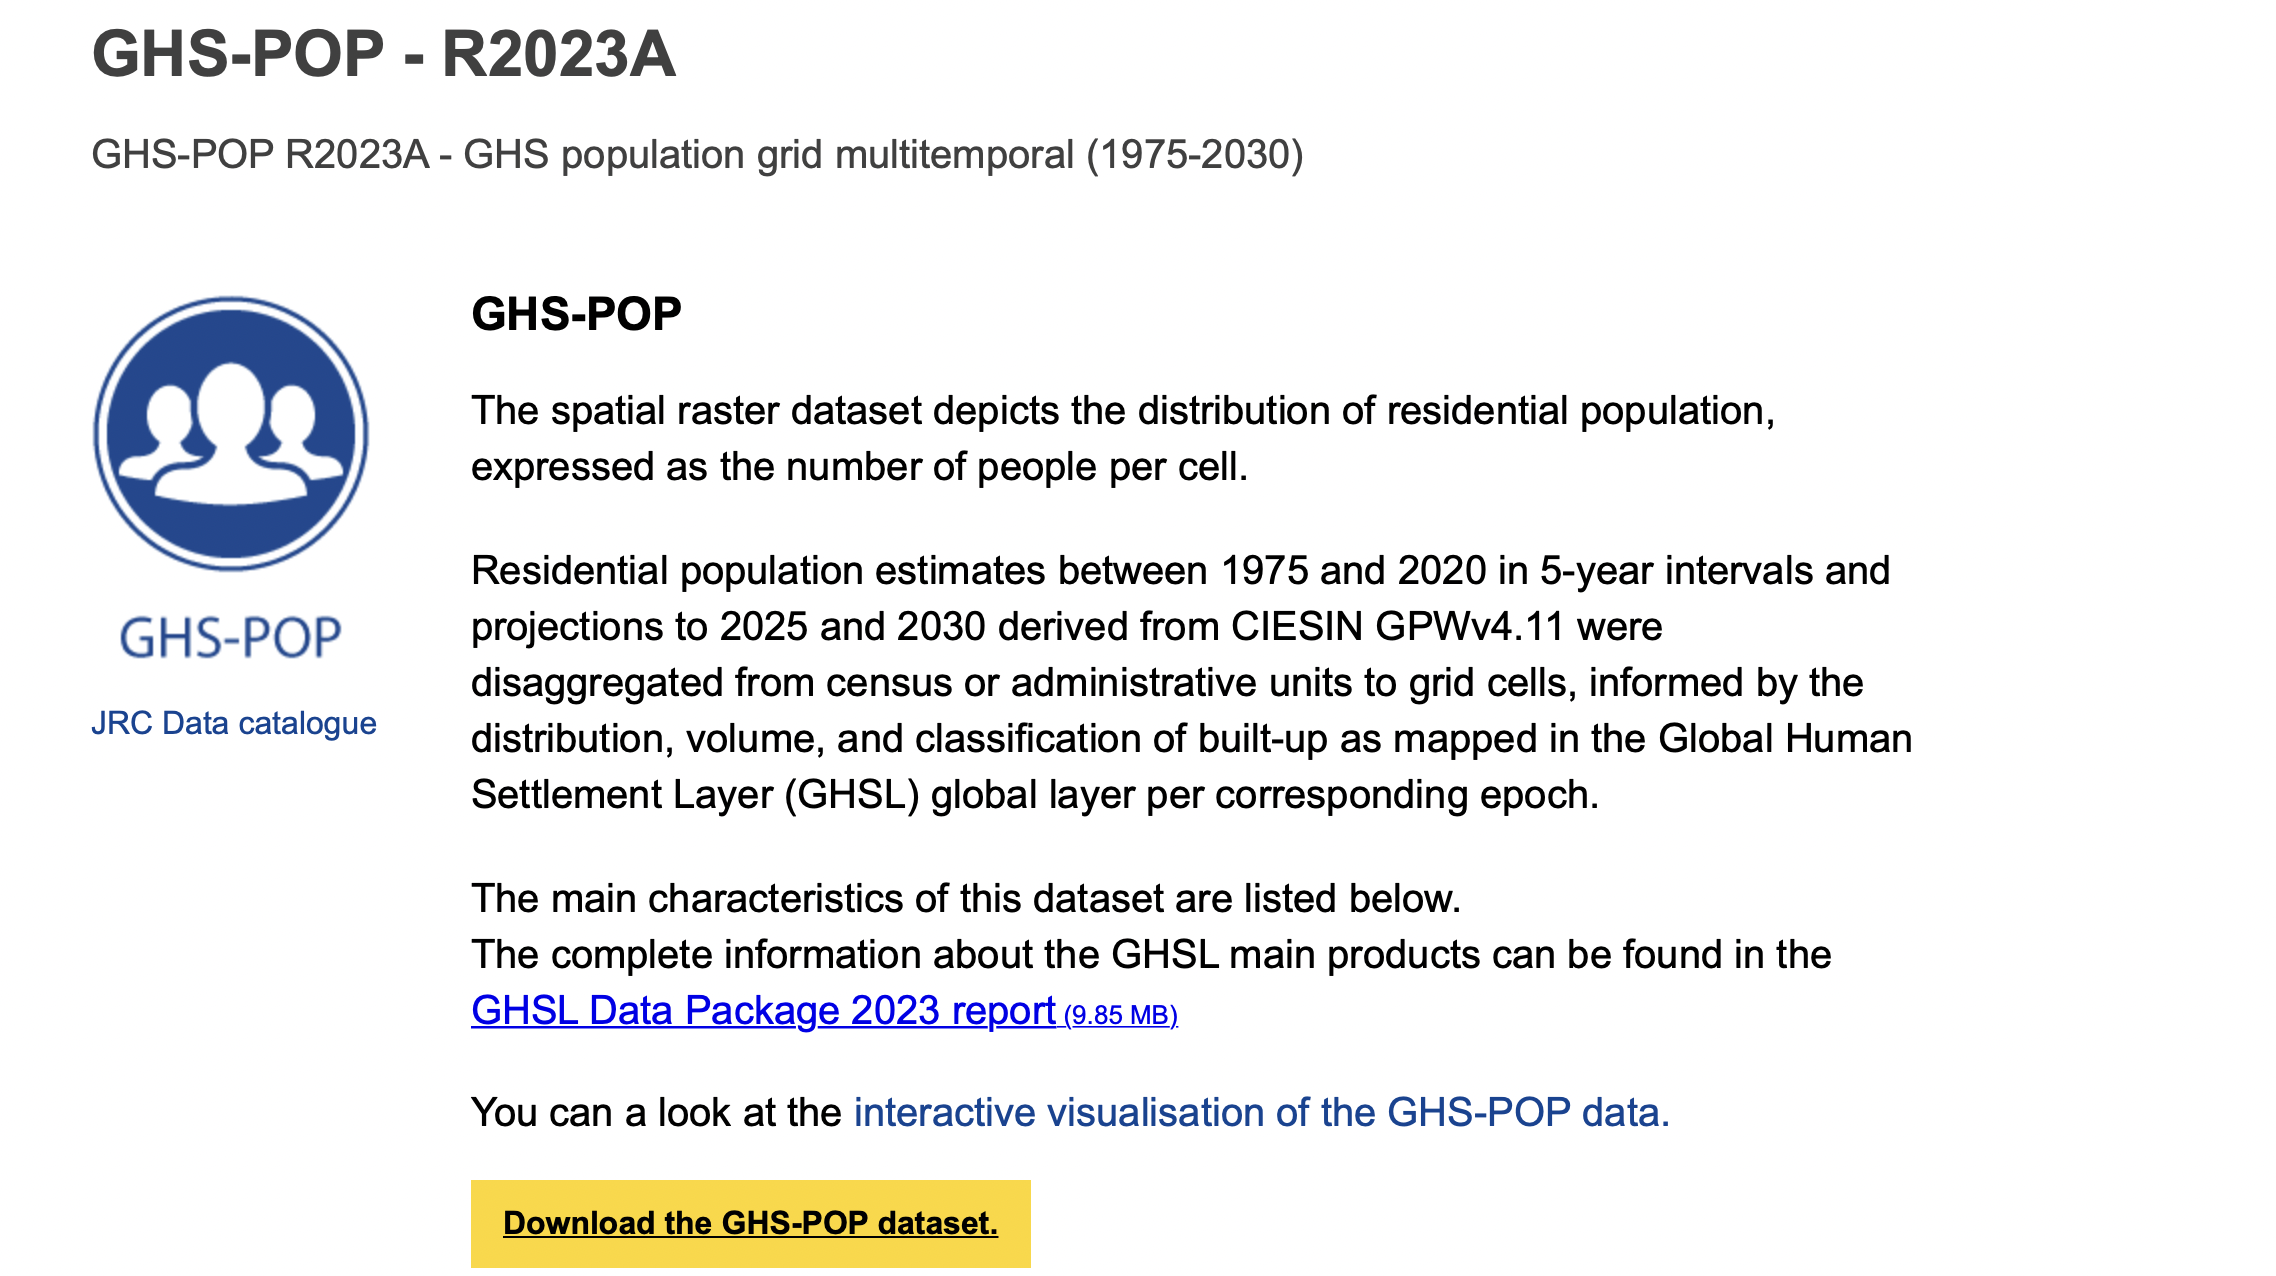 GHS-POP - R2023A
GHS-POP R2023A - GHS population grid multitemporal (1975-2030)
GHS-POP
JRC Data catalogue
GHS-POP
The spatial raster dataset depicts the distribution of residential population,
expressed as the number of people per cell.
Residential population estimates between 1975 and 2020 in 5-year intervals and
projections to 2025 and 2030 derived from CIESIN GPWv4.11 were
disaggregated from census or administrative units to grid cells, informed by the
distribution, volume, and classification of built-up as mapped in the Global Human
Settlement Layer (GHSL) global layer per corresponding epoch.
The main characteristics of this dataset are listed below.
The complete information about the GHSL main products can be found in the
GHSL Data Package 2023 report (9.85 MB)
You can a look at the interactive visualisation of the GHS-POP data.
Download the GHS-POP dataset.